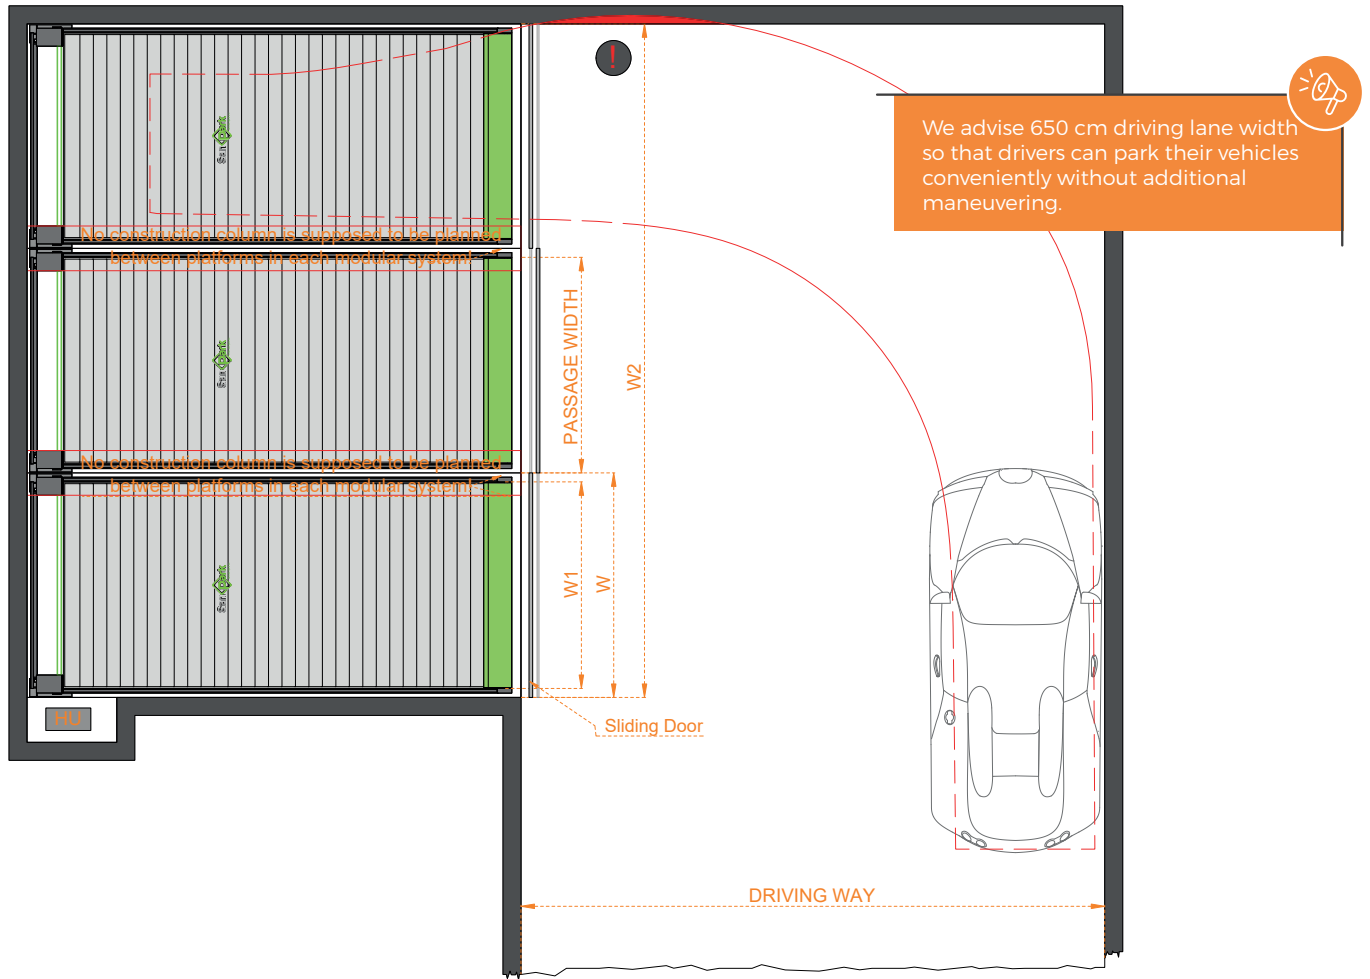 !
We advise 650 cm driving lane width
so that drivers can park their vehicles
conveniently without additional
maneuvering.
No construction column is supposed to be planned
between platforms in each modular system!
PASSAGE WIDTH
W2
No construction column is supposed to be planned
between platforms in each modular system!
W1
W
HU
Sliding Door
DRIVING WAY